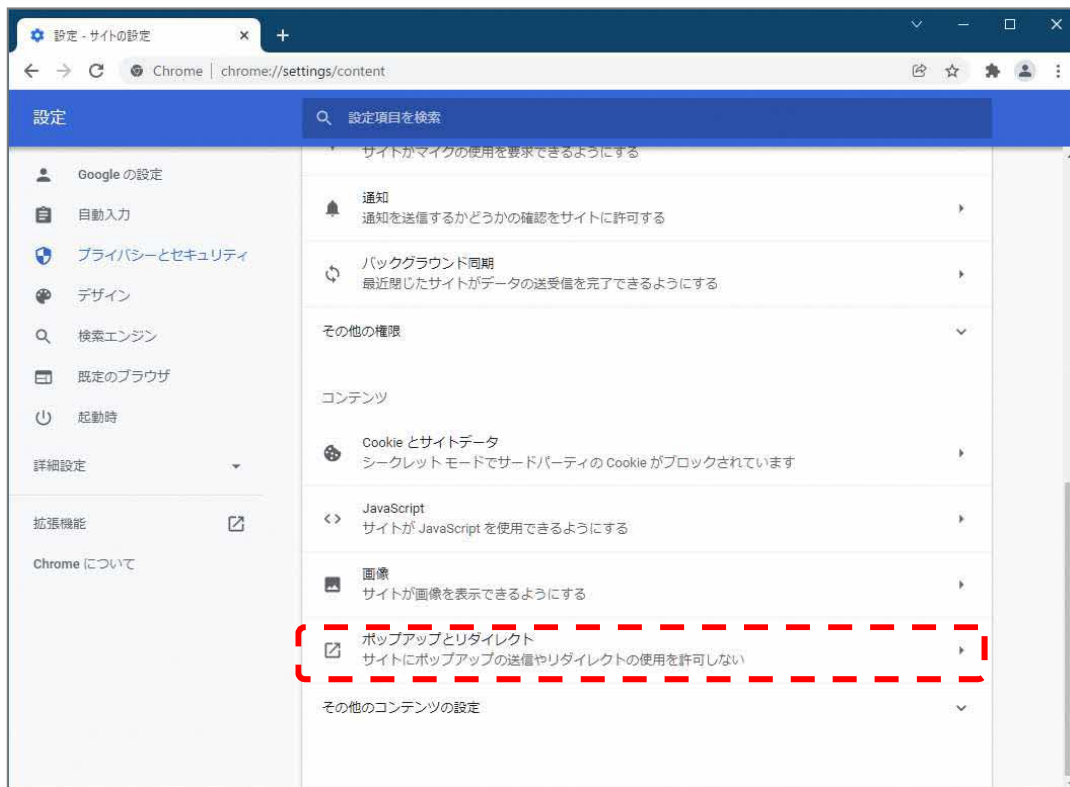 設定 - サイトの設定
Chrome | chrome://settings/content
設定
設定項目を検索
Google の設定
自動入力
プライバシーとセキュリティ
デザイン
検索エンジン
既定のブラウザ
起動時
詳細設定
拡張機能
Chrome について
サイトがマイクの使用を要求できるようにする
通知
通知を送信するかどうかの確認をサイトに許可する
バックグラウンド同期
最近閉じたサイトがデータの送受信を完了できるようにする
その他の権限
コンテンツ
Cookie とサイトデータ
シークレット モードでサードパーティの Cookie がブロックされています
JavaScript
サイトが JavaScript を使用できるようにする
画像
サイトが画像を表示できるようにする
ポップアップとリダイレクト
サイトにポップアップの送信やリダイレクトの使用を許可しない
その他のコンテンツの設定